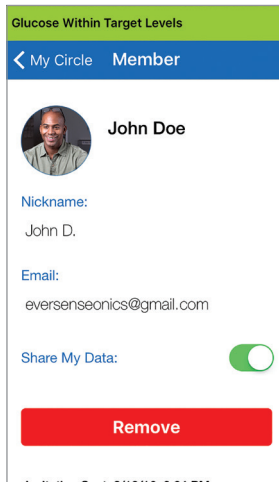 Glucose Within Target Levels
My Circle Member
John Doe
Nickname:
John D.
Email:
eversenseonics@gmail.com
Share My Data:
Remove